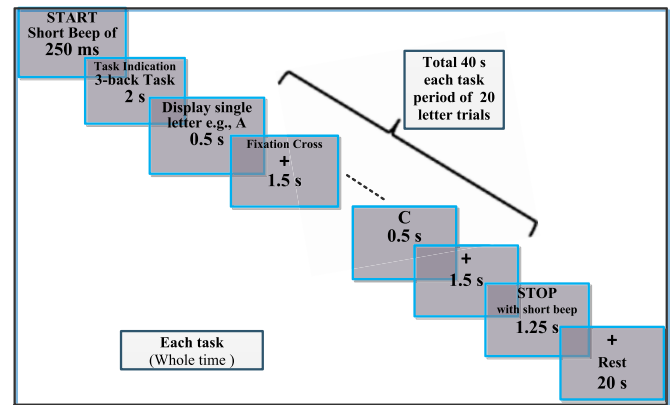 START
Short Beep of
250 ms
Task Indication
3-back Task
2 s
Display single
letter e.g., A
0.5 s
Fixation Cross
+
1.5 s
Total 40 s
each task
period of 20
letter trials
C
0.5 s
+
1.5 s
STOP
with short beep
1.25 s
+
Rest
20 s
Each task
(Whole time )